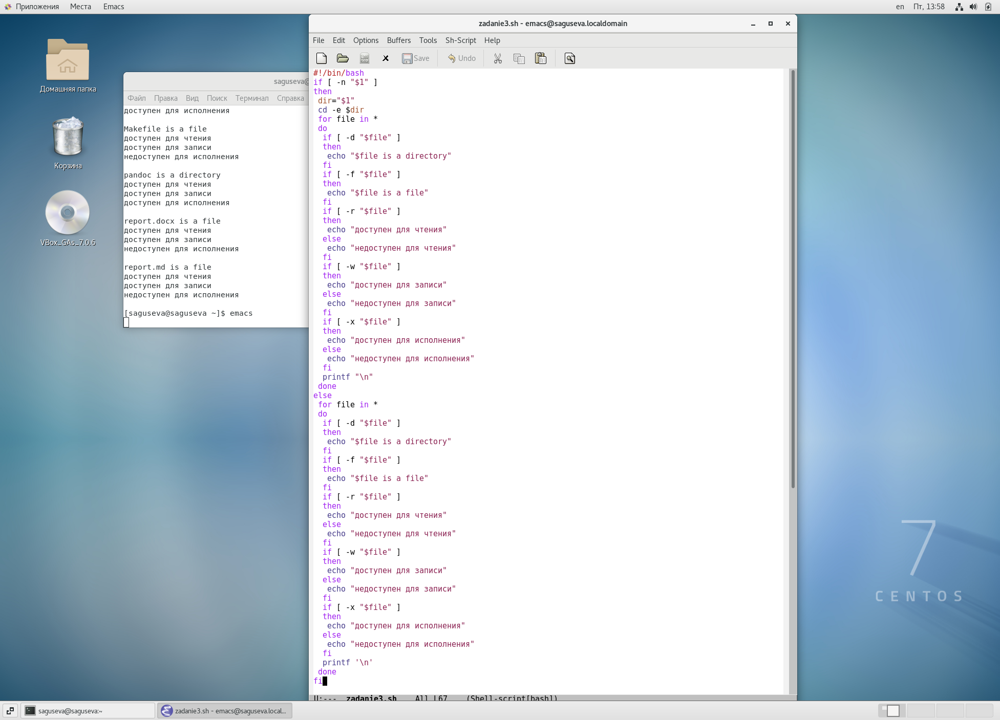 Приложения Места Emacs
en Пт, 13:58
Домашняя папка
Корзина
VBox_GAs_7.0.6
saguseva@
Файл Правка Вид Поиск Терминал Справка
доступен для исполнения
Makefile is a file
доступен для чтения
доступен для записи
недоступен для исполнения
pandoc is a directory
доступен для чтения
доступен для записи
доступен для исполнения
report.docx is a file
доступен для чтения
доступен для записи
недоступен для исполнения
report.md is a file
доступен для чтения
доступен для записи
недоступен для исполнения
[saguseva@saguseva ~]$ emacs
zadanie3.sh - emacs@saguseva.localdomain
File Edit Options Buffers Tools Sh-Script Help
Save Undo
#!/bin/bash
if [ -n "$1" ]
then
 dir="$1"
 cd -e $dir
 for file in *
 do
  if [ -d "$file" ]
  then
   echo "$file is a directory"
  fi
  if [ -f "$file" ]
  then
   echo "$file is a file"
  fi
  if [ -r "$file" ]
  then
   echo "доступен для чтения"
  else
   echo "недоступен для чтения"
  fi
  if [ -w "$file" ]
  then
   echo "доступен для записи"
  else
   echo "недоступен для записи"
  fi
  if [ -x "$file" ]
  then
   echo "доступен для исполнения"
  else
   echo "недоступен для исполнения"
  fi
  printf "\n"
 done
else
 for file in *
 do
  if [ -d "$file" ]
  then
   echo "$file is a directory"
  fi
  if [ -f "$file" ]
  then
   echo "$file is a file"
  fi
  if [ -r "$file" ]
  then
   echo "доступен для чтения"
  else
   echo "недоступен для чтения"
  fi
  if [ -w "$file" ]
  then
   echo "доступен для записи"
  else
   echo "недоступен для записи"
  fi
  if [ -x "$file" ]
  then
   echo "доступен для исполнения"
  else
   echo "недоступен для исполнения"
  fi
  printf '\n'
 done
fi
U:--- zadanie3.sh All L67 (Shell-script[bash])
7
CENTOS
saguseva@saguseva:~
zadanie3.sh - emacs@saguseva.local...